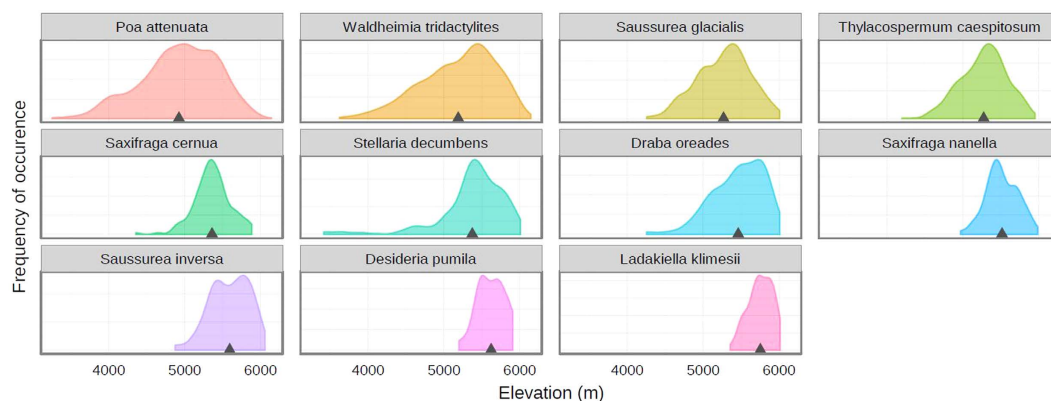 Poa attenuata
Waldheimia tridactylites
Saussurea glacialis
Thylacospermum caespitosum
Saxifraga cernua
Stellaria decumbens
Draba oreades
Saxifraga nanella
Saussurea inversa
Desideria pumila
Ladakiella klimesii
Frequency of occurence
4000 5000 6000
4000 5000 6000
4000 5000 6000
Elevation (m)